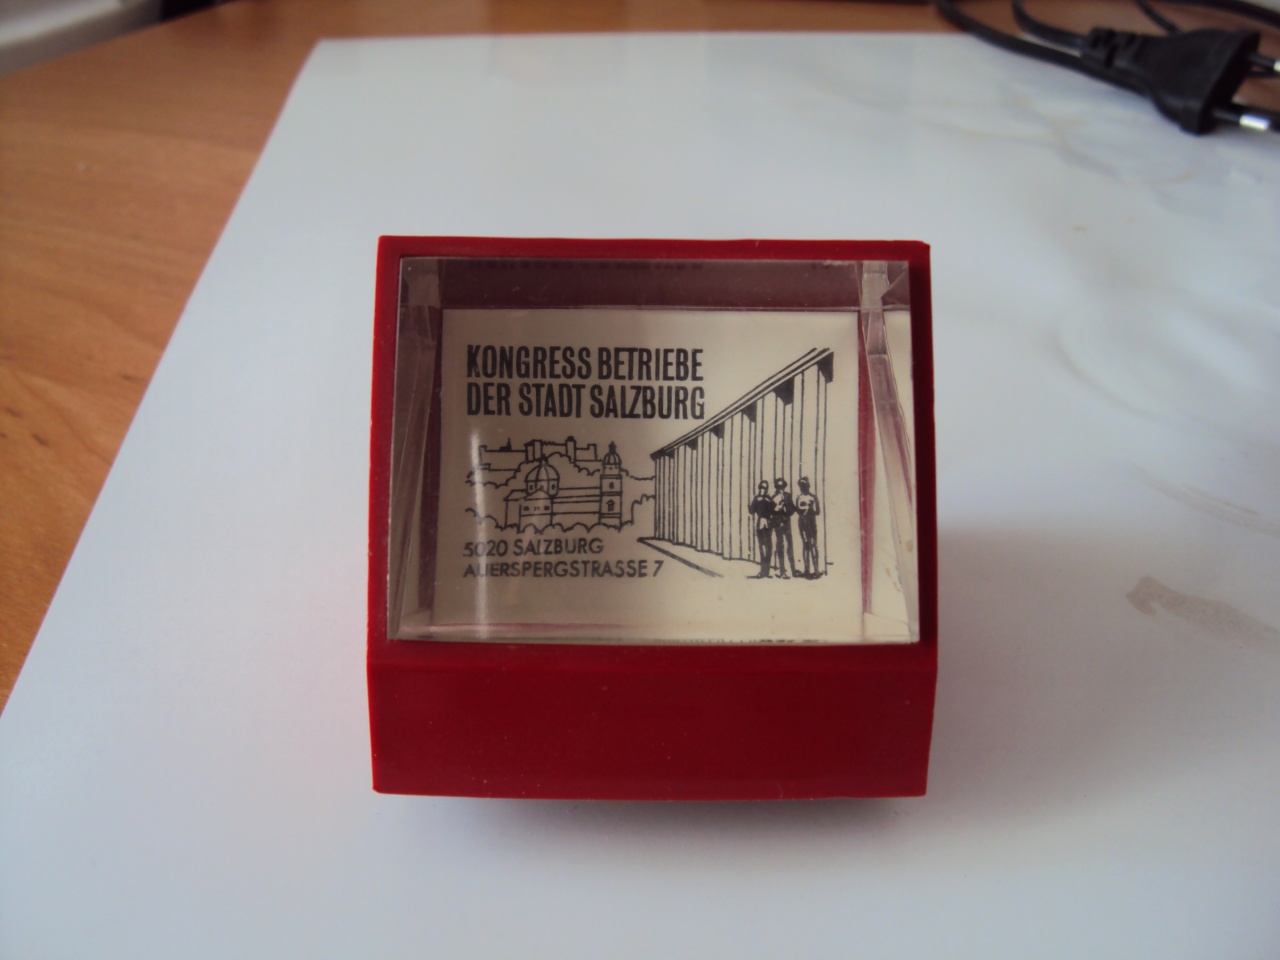 KONGRESS BETRIEBE
DER STADT SALZBURG
5020 SALZBURG
AUERSPERGSTRASSE 7